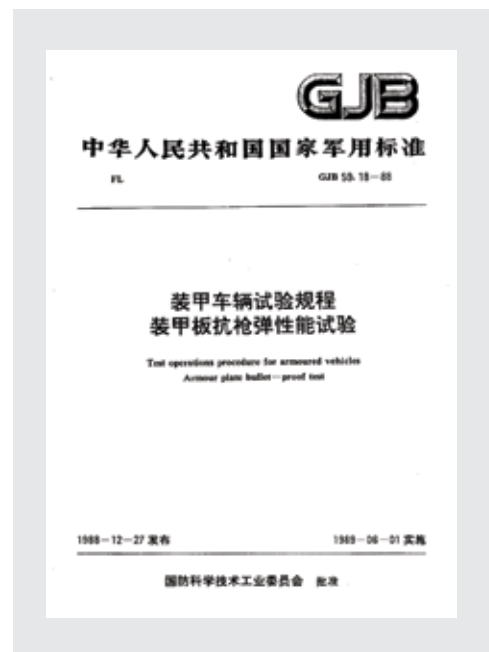 GJB
中华人民共和国国家军用标准
FL GJB 59.18—88
装甲车辆试验规程
装甲板抗枪弹性能试验
Test operations procedure for armoured vehicles
Armour plate bullet—proof test
1988—12—27 发布 1989—06—01 实施
国防科学技术工业委员会 批准